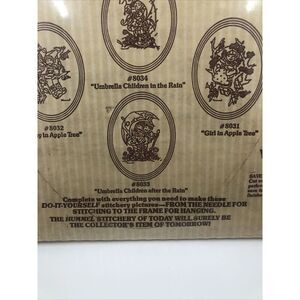 #8034
"Umbrella Children in the Rain"
#8032
in Apple Tree"
#8031
"Girl in Apple Tree"
#8033
"Umbrella Children after the Rain"
Complete with everything you need to make these
DO-IT-YOURSELF stitchery pictures—FROM THE NEEDLE FOR
STITCHING TO THE FRAME FOR HANGING.
THE HUMMEL STITCHERY OF TODAY WILL SURELY BE
THE COLLECTOR'S ITEM OF TOMORROW!
SAVE